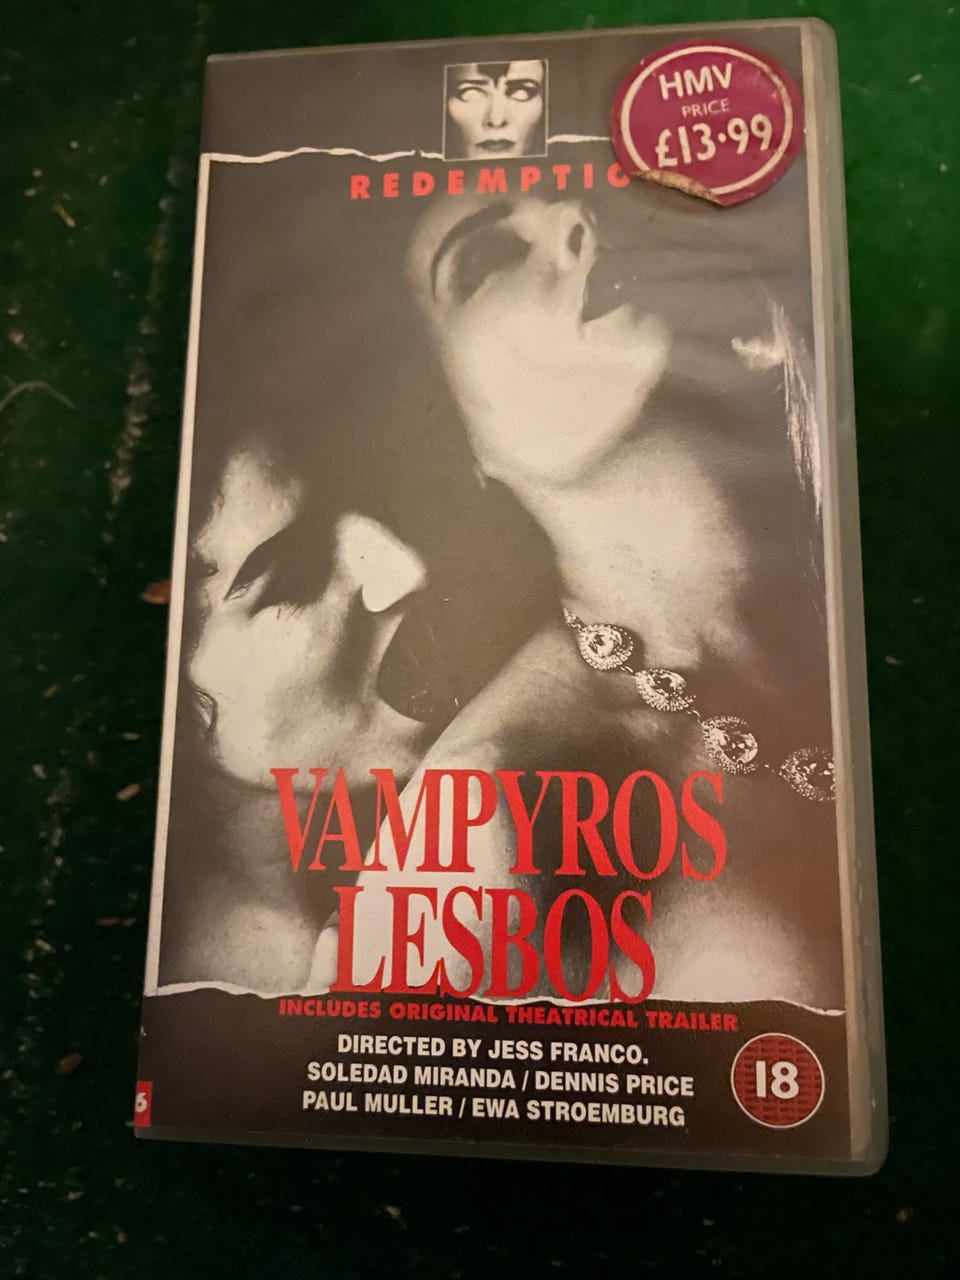 HMV
PRICE
£13.99
REDEMPTIO
VAMPYROS
LESBOS
INCLUDES ORIGINAL THEATRICAL TRAILER
DIRECTED BY JESS FRANCO.
SOLEDAD MIRANDA / DENNIS PRICE
PAUL MULLER / EWA STROEMBURG
18
6